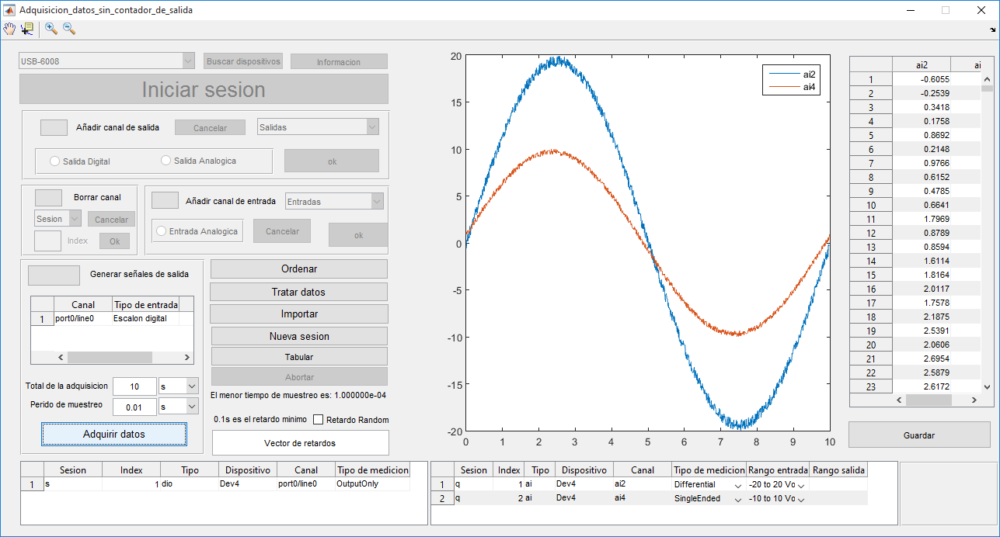 Adquisicion_datos_sin_contador_de_salida
USB-6008
Buscar dispositivos
Informacion
Iniciar sesion
Añadir canal de salida
Cancelar
Salidas
Salida Digital
Salida Analogica
ok
Borrar canal
Sesion
Cancelar
Index
Ok
Añadir canal de entrada
Entradas
Entrada Analogica
Cancelar
ok
Generar señales de salida
Canal Tipo de entrada
1 port0/line0 Escalon digital
Total de la adquisicion 10 s
Perido de muestreo 0.01 s
Adquirir datos
Ordenar
Tratar datos
Importar
Nueva sesion
Tabular
Abortar
El menor tiempo de muestreo es: 1.000000e-04
0.1s es el retardo minimo Retardo Random
Vector de retardos
20
15
10
5
0
-5
-10
-15
-20
0 1 2 3 4 5 6 7 8 9 10
ai2
ai4
ai2 ai
1 -0.6055
2 -0.2539
3 0.3418
4 0.1758
5 0.8692
6 0.2148
7 0.9766
8 0.6152
9 0.4785
10 0.6641
11 1.7969
12 0.8789
13 0.8594
14 1.6114
15 1.8164
16 2.0117
17 1.7578
18 2.1875
19 2.5391
20 2.0606
21 2.6954
22 2.5879
23 2.6172
Guardar
Sesion Index Tipo Dispositivo Canal Tipo de medicion
1 s 1 dio Dev4 port0/line0 OutputOnly
Sesion Index Tipo Dispositivo Canal Tipo de medicion Rango entrada Rango salida
1 q 1 ai Dev4 ai2 Differential -20 to 20 Vo
2 q 2 ai Dev4 ai4 SingleEnded -10 to 10 Vo